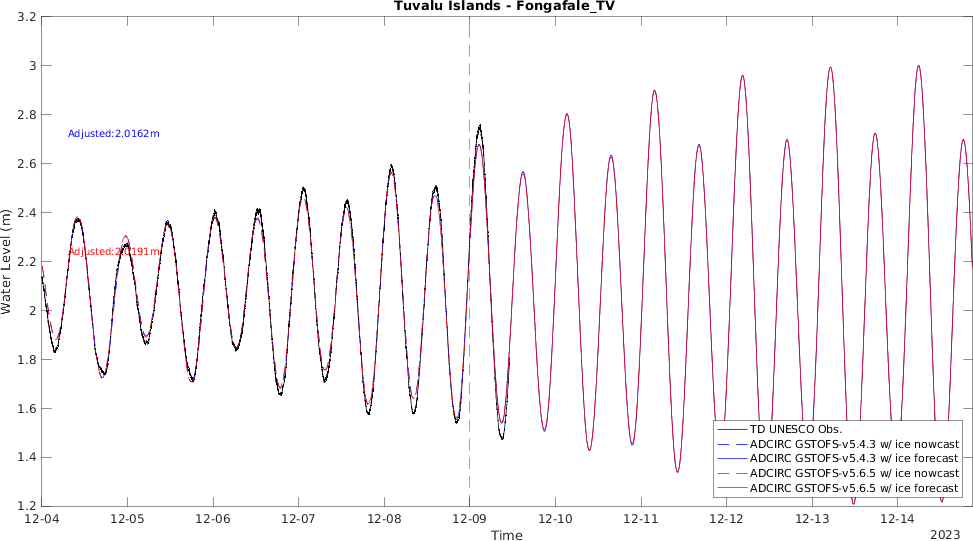 Tuvalu Islands - Fongafale_TV
3.2
3
2.8
2.6
2.4
2.2
2
1.8
1.6
1.4
1.2
Water Level (m)
Adjusted:2.0162m
TD UNESCO Obs.
ADCIRC GSTOFS-v5.4.3 w/ ice nowcast
ADCIRC GSTOFS-v5.4.3 w/ ice forecast
ADCIRC GSTOFS-v5.6.5 w/ ice nowcast
ADCIRC GSTOFS-v5.6.5 w/ ice forecast
12-04
12-05
12-06
12-07
12-08
12-09
12-10
12-11
12-12
12-13
12-14
Time
2023